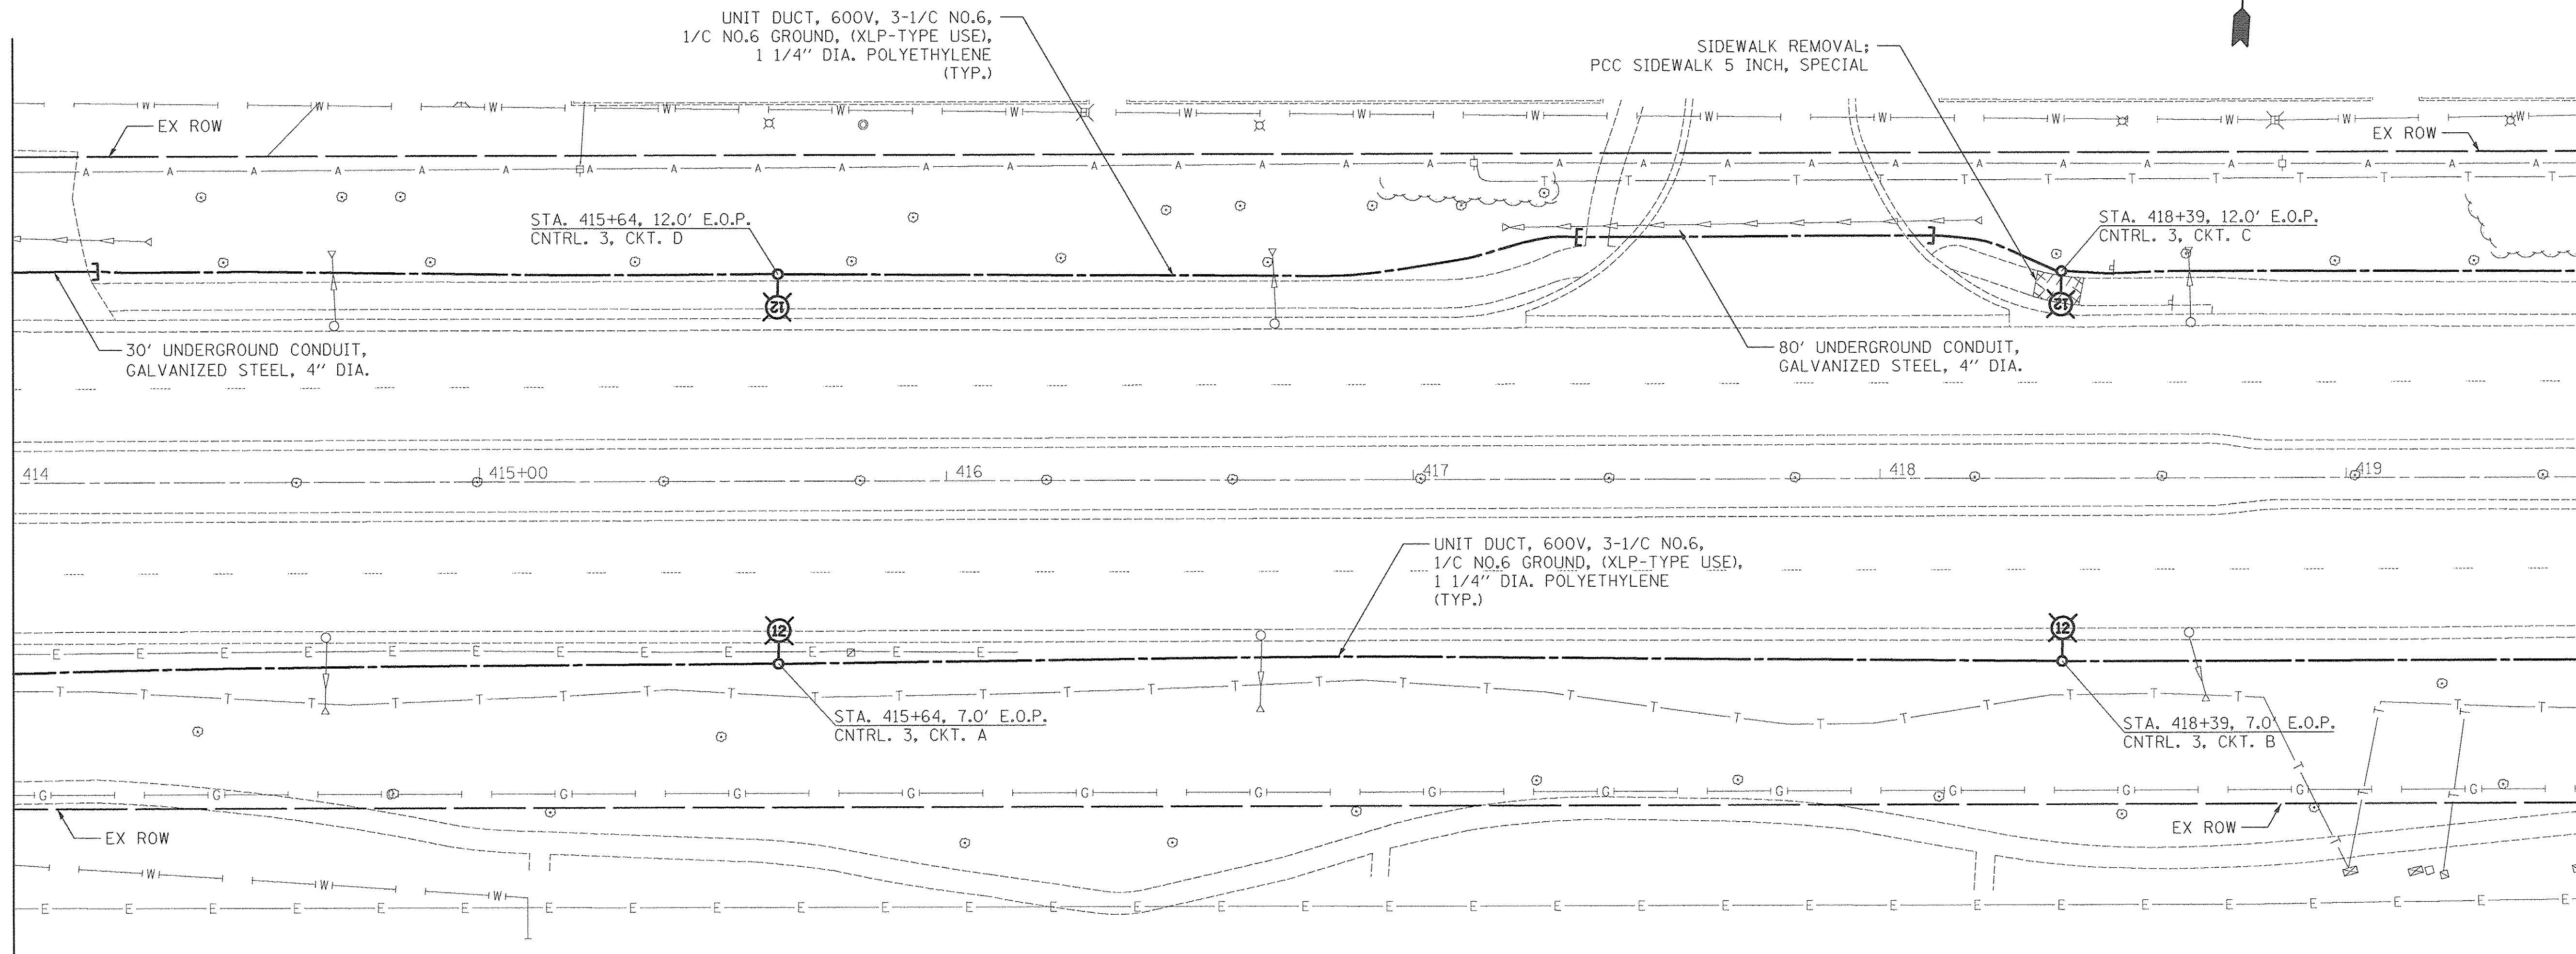 UNIT DUCT, 600V, 3-1/C NO.6,
1/C NO.6 GROUND, (XLP-TYPE USE),
1 1/4" DIA. POLYETHYLENE
(TYP.)
SIDEWALK REMOVAL;
PCC SIDEWALK 5 INCH, SPECIAL
W W W W W W W W W W W W W W
EX ROW
EX ROW
A A A A A A A A A A A A A A A A A A A A A A A A A A A A A A
T T T T T T T T T T T T T
STA. 415+64, 12.0' E.O.P.
CNTRL. 3, CKT. D
STA. 418+39, 12.0' E.O.P.
CNTRL. 3, CKT. C
12
12
30' UNDERGROUND CONDUIT,
GALVANIZED STEEL, 4" DIA.
80' UNDERGROUND CONDUIT,
GALVANIZED STEEL, 4" DIA.
414 415+00 416 417 418 419
UNIT DUCT, 600V, 3-1/C NO.6,
1/C NO.6 GROUND, (XLP-TYPE USE),
1 1/4" DIA. POLYETHYLENE
(TYP.)
12
12
E E E E E E E E E E E E
T T T T T T T T T T T T T T T T T T T T T T T T T T T T T T
STA. 415+64, 7.0' E.O.P.
CNTRL. 3, CKT. A
STA. 418+39, 7.0' E.O.P.
CNTRL. 3, CKT. B
G G G G G G G G G G G G G G G
EX ROW
EX ROW
W W W
E E E E E E E E E E E E E E E E E E E E E E E E E E E E E E E